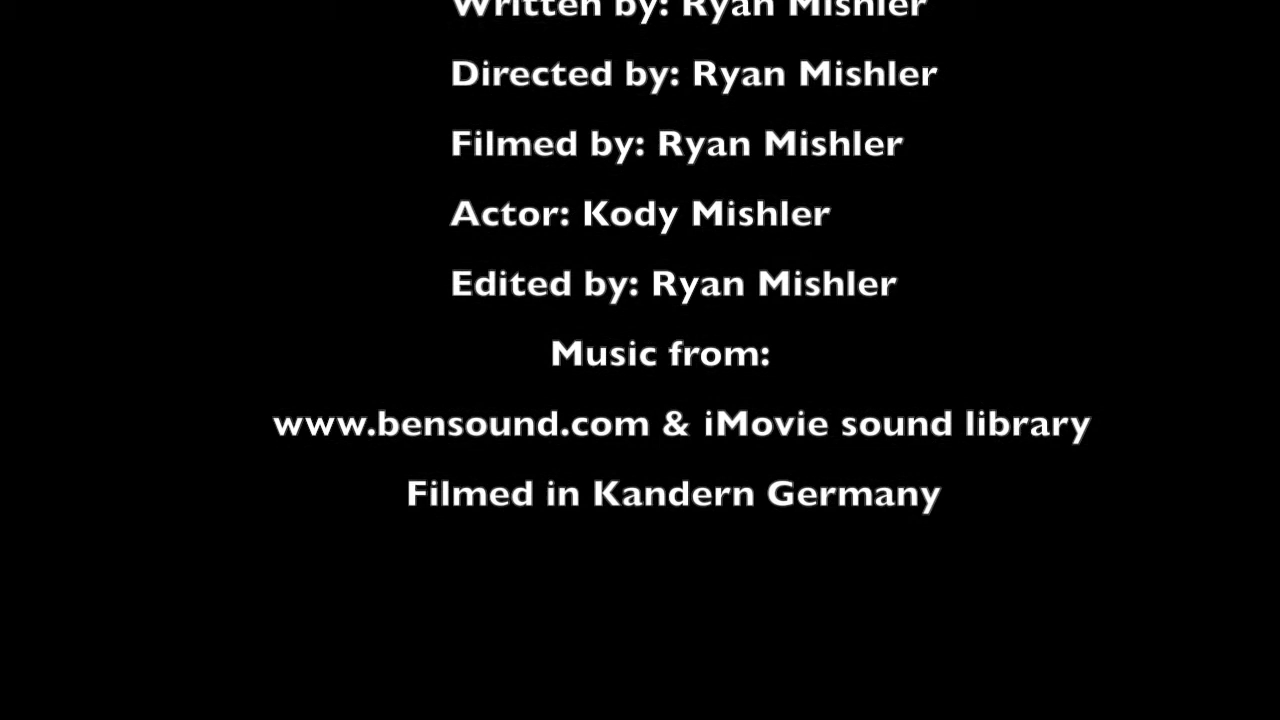 Written by: Ryan Mishler
Directed by: Ryan Mishler
Filmed by: Ryan Mishler
Actor: Kody Mishler
Edited by: Ryan Mishler
Music from:
www.bensound.com & iMovie sound library
Filmed in Kandern Germany